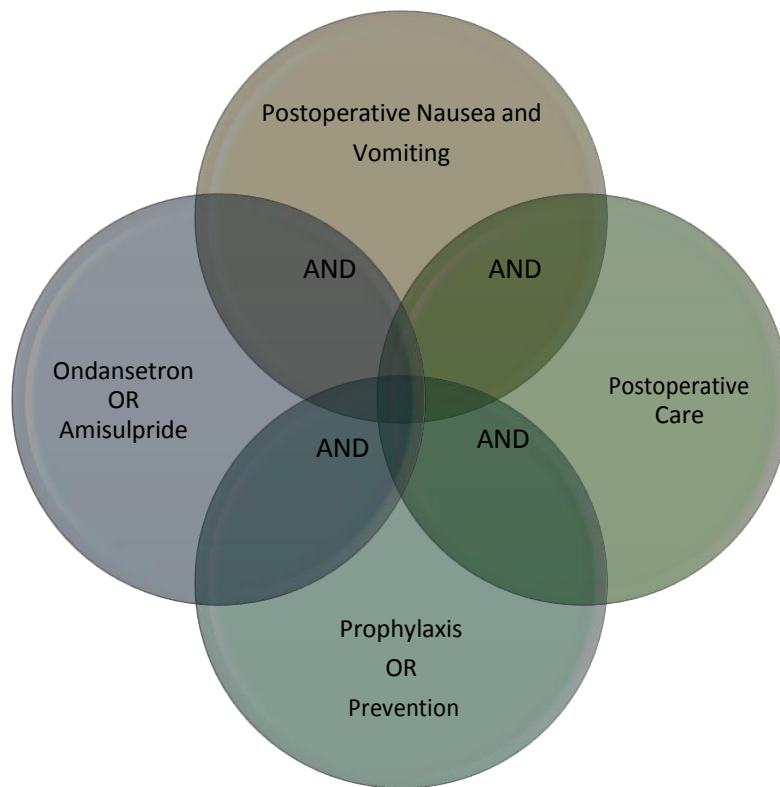 Postoperative Nausea and
Vomiting
AND
AND
Ondansetron
OR
Amisulpride
Postoperative
Care
AND
AND
Prophylaxis
OR
Prevention